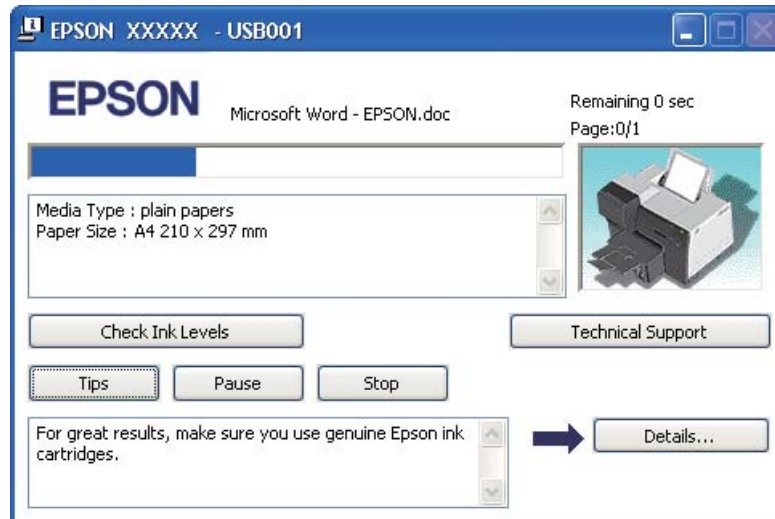 EPSON XXXXX - USB001
EPSON
Microsoft Word - EPSON.doc
Remaining 0 sec
Page:0/1
Media Type : plain papers
Paper Size : A4 210 x 297 mm
Check Ink Levels
Technical Support
Tips
Pause
Stop
For great results, make sure you use genuine Epson ink
cartridges.
Details...